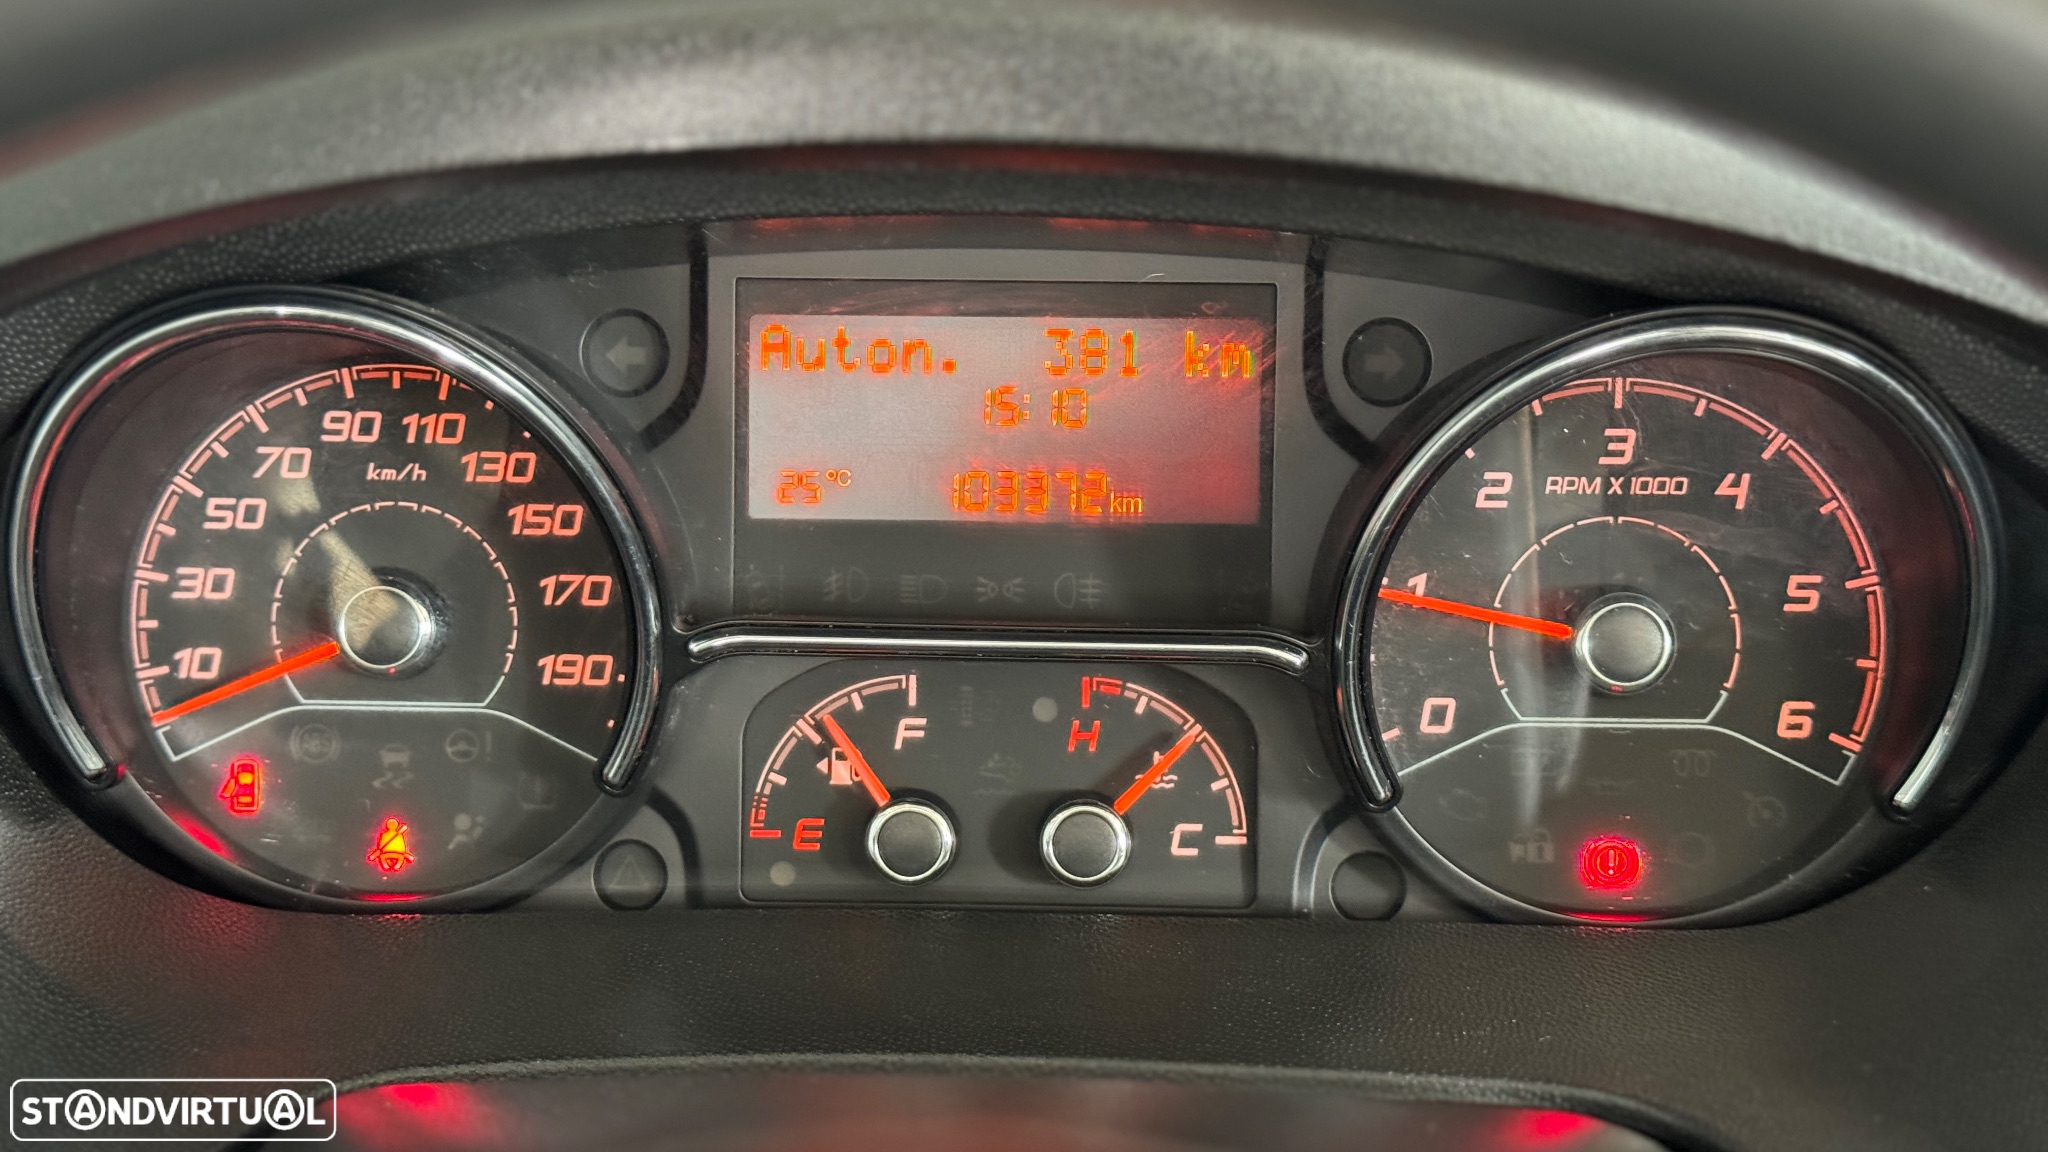 Auton. 381 km
15:10
25°C 103372km
10 30 50 70 90 110 130 150 170 190
km/h
ABS
0 1 2 3 4 5 6
RPM X 1000
E F
H C
STANDVIRTUAL